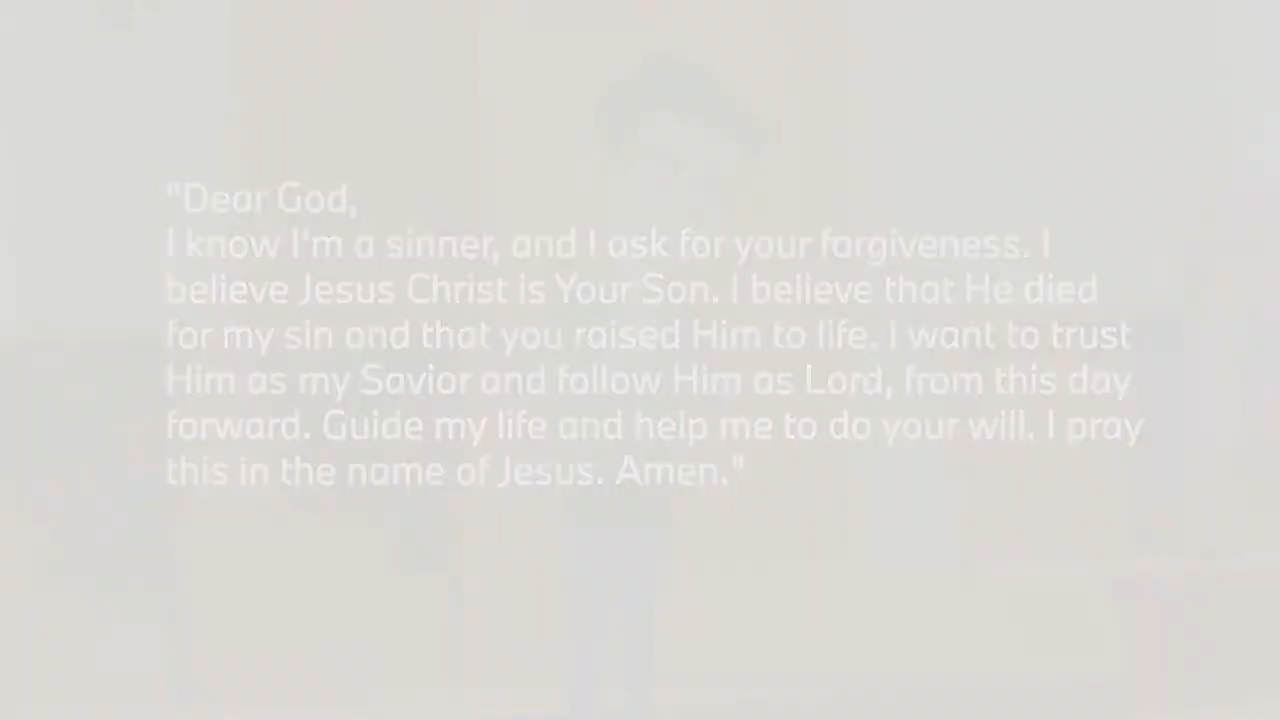 "Dear God,
I know I'm a sinner, and I ask for your forgiveness. I
believe Jesus Christ is Your Son. I believe that He died
for my sin and that you raised Him to life. I want to trust
Him as my Savior and follow Him as Lord, from this day
forward. Guide my life and help me to do your will. I pray
this in the name of Jesus. Amen."